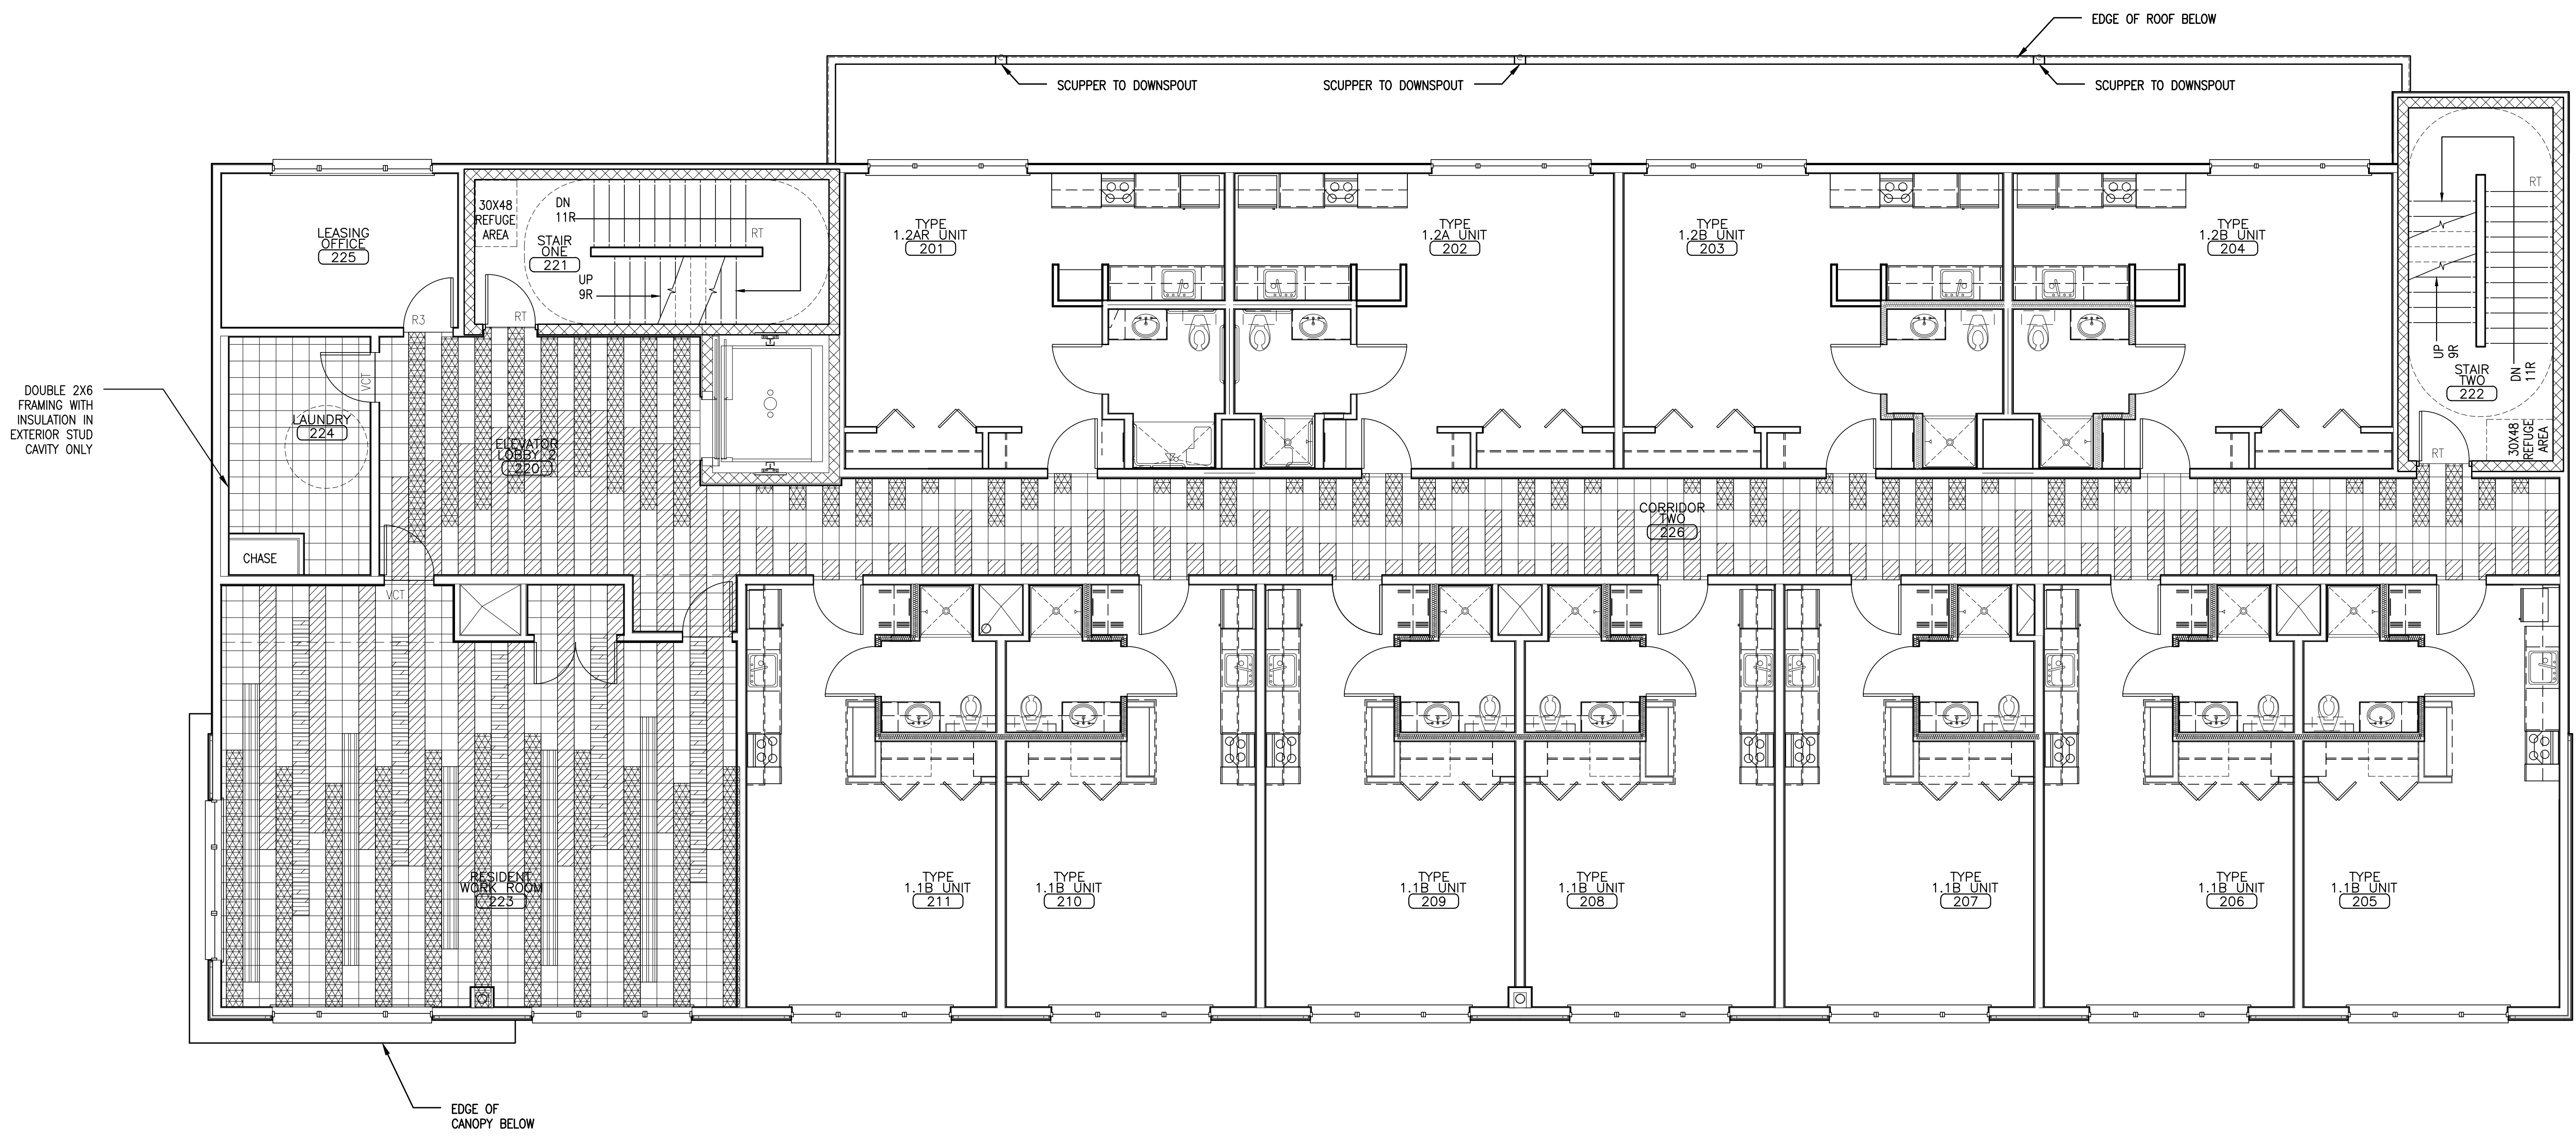 EDGE OF ROOF BELOW
SCUPPER TO DOWNSPOUT
SCUPPER TO DOWNSPOUT
SCUPPER TO DOWNSPOUT
LEASING
OFFICE
225
30X48
REFUGE
AREA
DN
11R
STAIR
ONE
221
UP
9R
RT
RT
R3
TYPE
1.2AR UNIT
201
TYPE
1.2A UNIT
202
TYPE
1.2B UNIT
203
TYPE
1.2B UNIT
204
RT
UP
9R
DN
11R
STAIR
TWO
222
30X48
REFUGE
AREA
RT
DOUBLE 2X6
FRAMING WITH
INSULATION IN
EXTERIOR STUD
CAVITY ONLY
VCT
LAUNDRY
224
ELEVATOR
LOBBY 2
220
CHASE
VCT
CORRIDOR
TWO
226
RESIDENT
WORK ROOM
223
TYPE
1.1B UNIT
211
TYPE
1.1B UNIT
210
TYPE
1.1B UNIT
209
TYPE
1.1B UNIT
208
TYPE
1.1B UNIT
207
TYPE
1.1B UNIT
206
TYPE
1.1B UNIT
205
EDGE OF
CANOPY BELOW